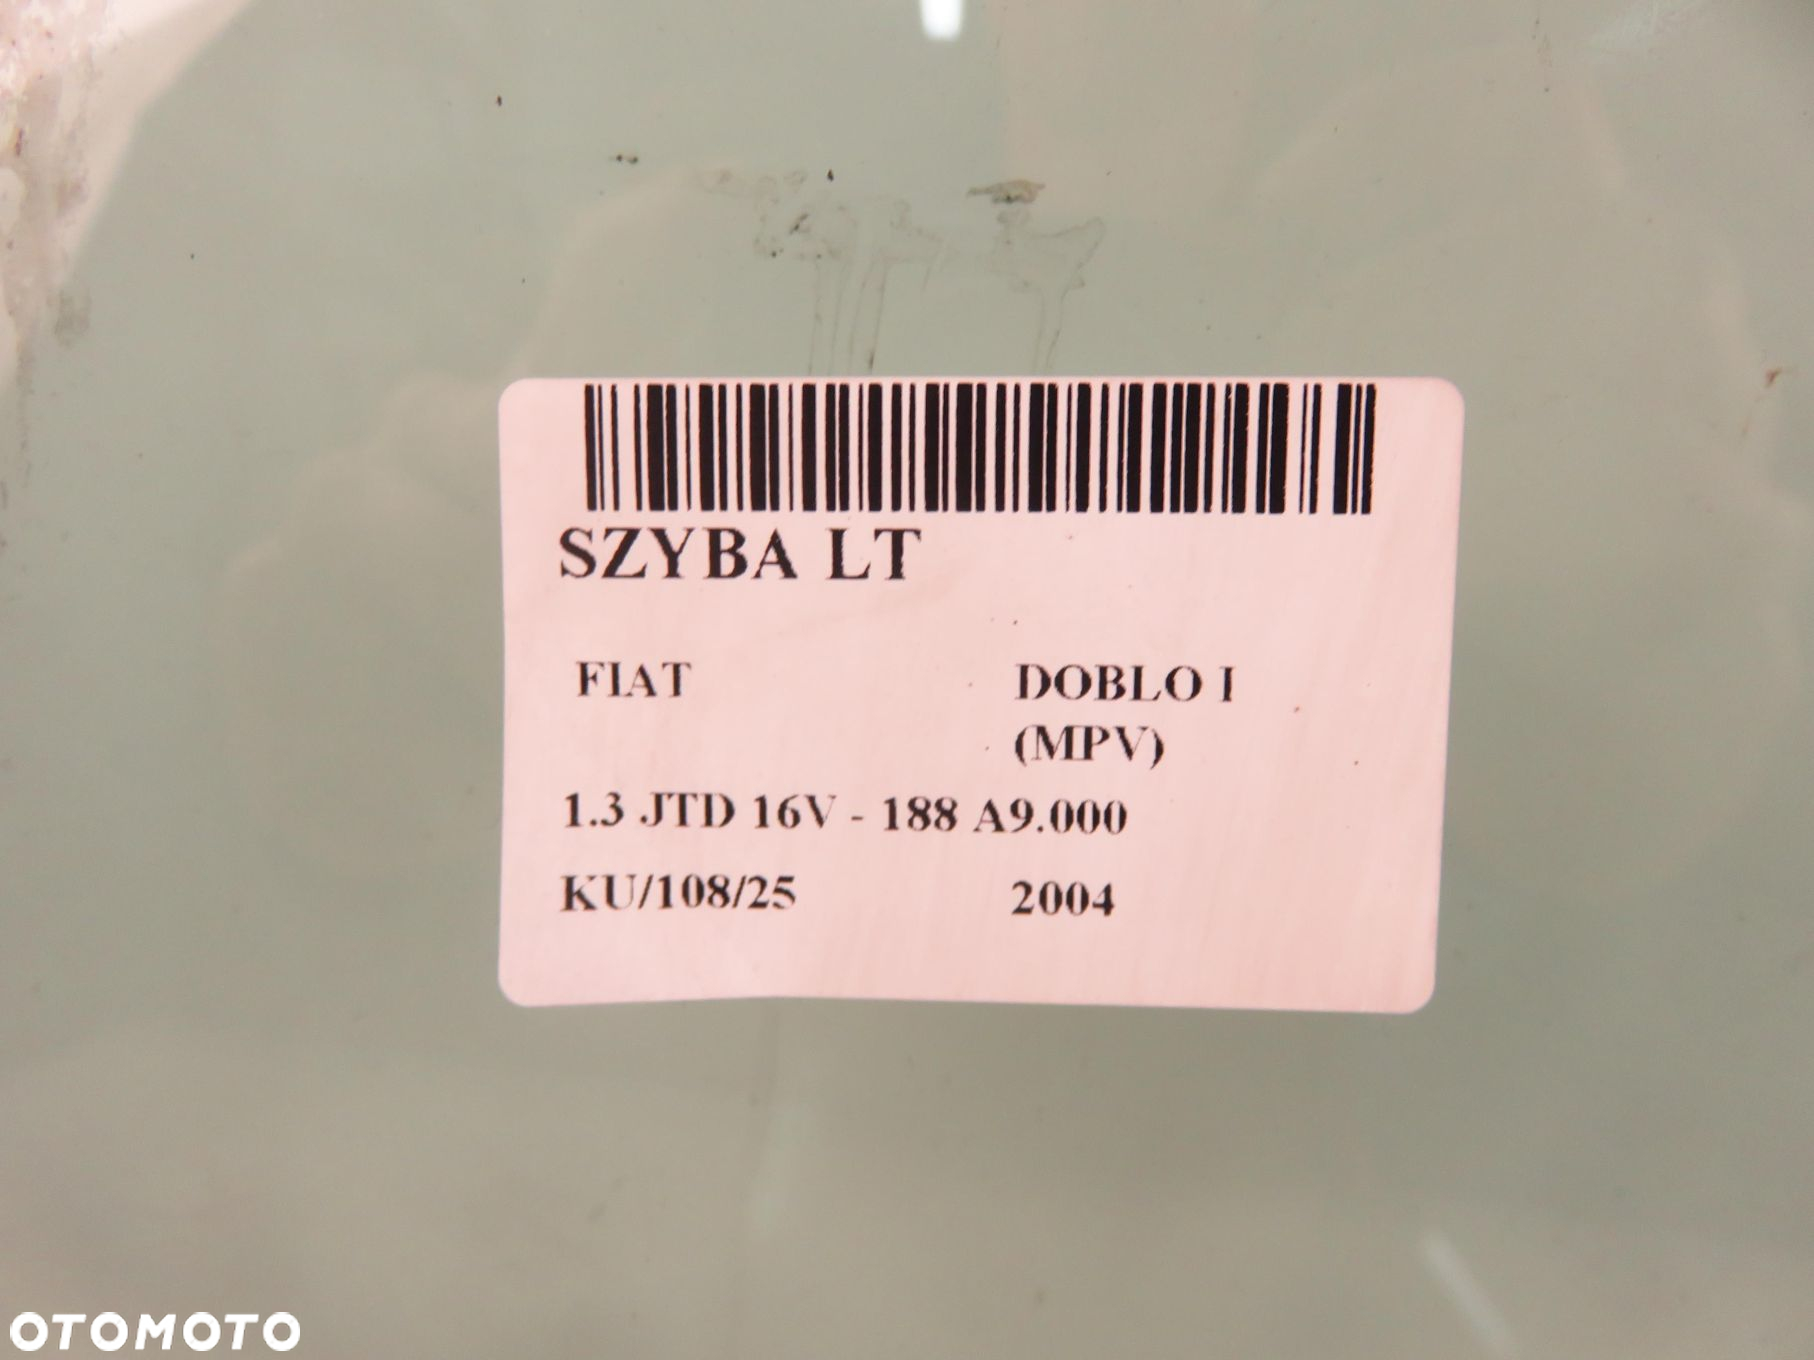 SZYBA LT
FIAT DOBLO I
(MPV)
1.3 JTD 16V - 188 A9.000
KU/108/25 2004
OTOMOTO